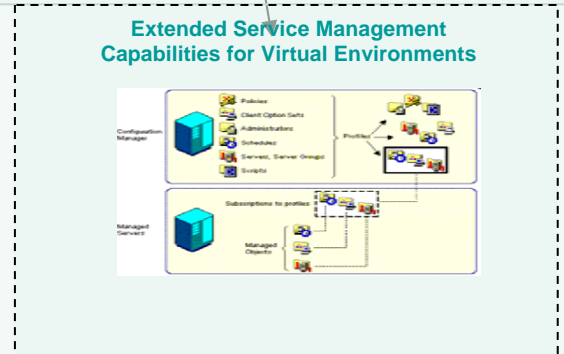 Extended Service Management
Capabilities for Virtual Environments
Policies
Client Option Sets
Administrators
Schedules
Servers, Server Groups
Scripts
Configuration
Manager
Profiles
Managed
Servers
Subscriptions to profiles
Managed
Objects